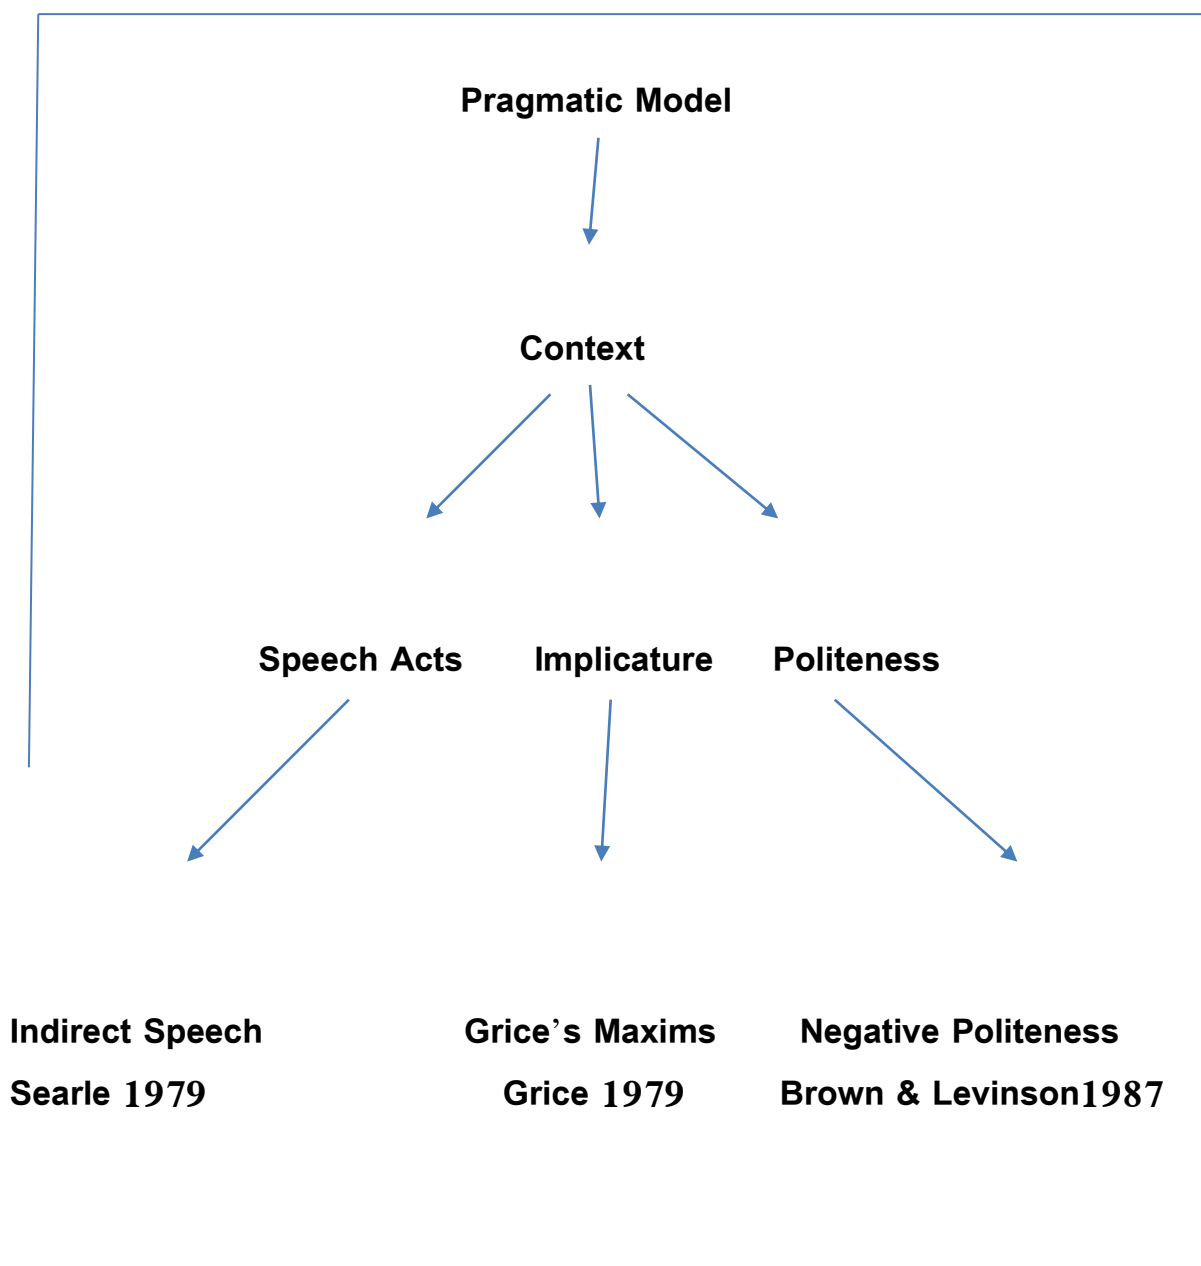 Pragmatic Model
Context
Speech Acts Implicature Politeness
Indirect Speech Grice’s Maxims Negative Politeness
Searle 1979 Grice 1979 Brown & Levinson1987